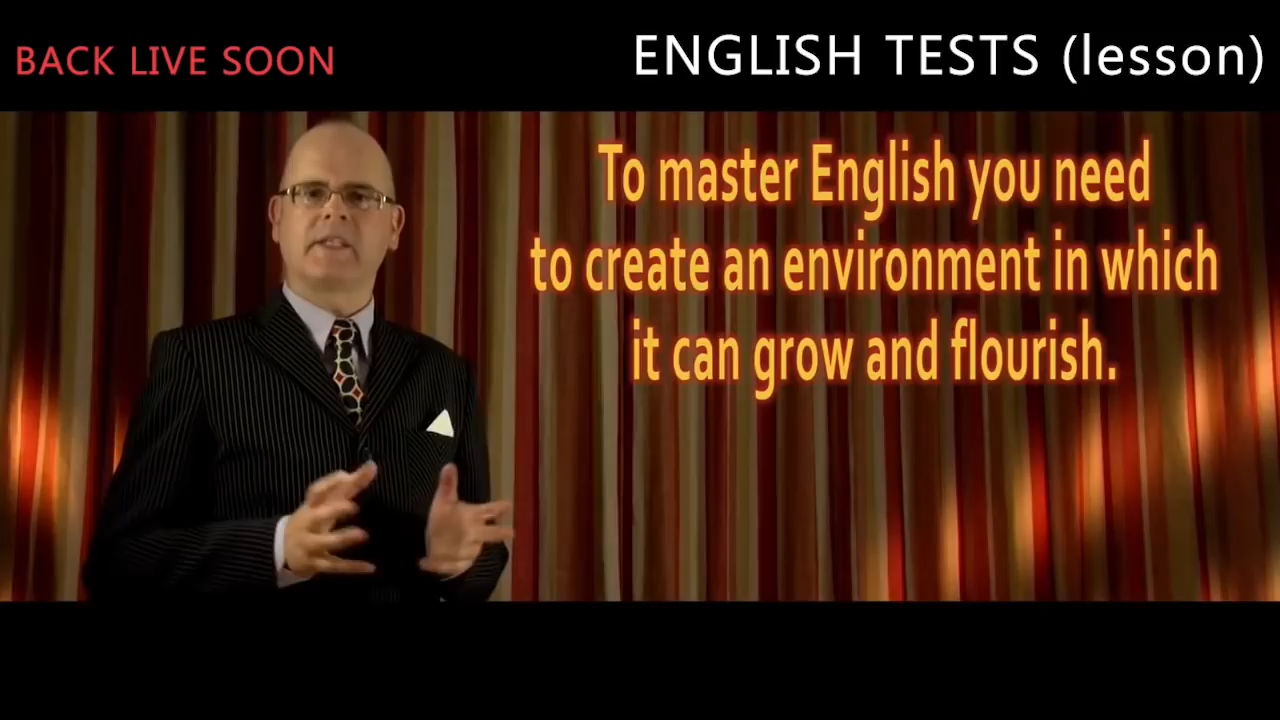 BACK LIVE SOON
ENGLISH TESTS (lesson)
To master English you need
to create an environment in which
it can grow and flourish.